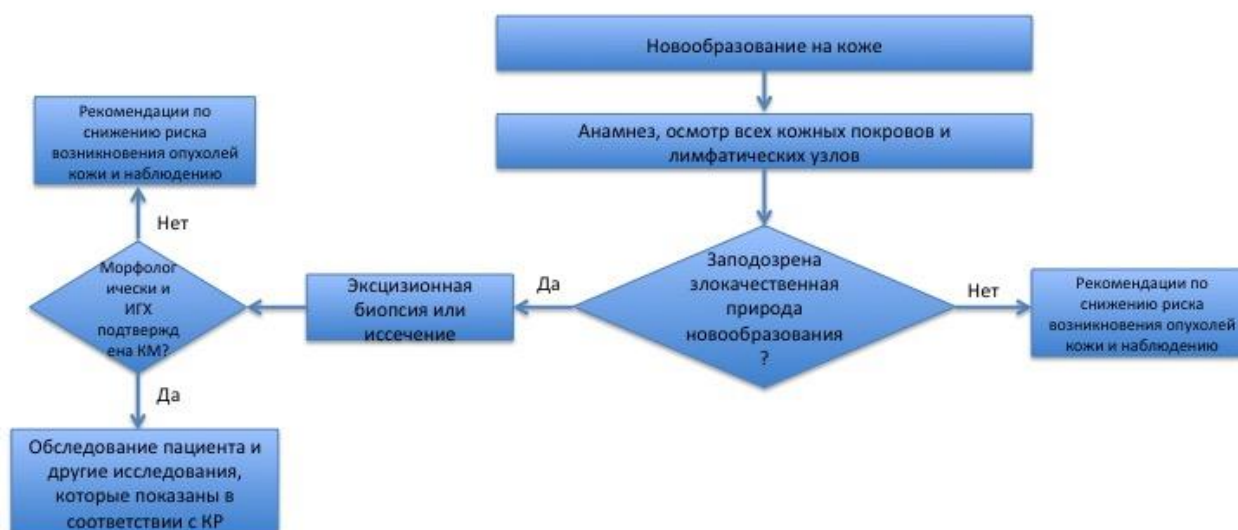 Новообразование на коже
Анамнез, осмотр всех кожных покровов и
лимфатических узлов
Заподозрена
злокачественная
природа
новообразования
?
Нет
Рекомендации по
снижению риска
возникновения опухолей
кожи и наблюдению
Да
Эксцизионная
биопсия или
иссечение
Морфолог
ически и
ИГХ
подтвержд
ена КМ?
Нет
Рекомендации по
снижению риска
возникновения опухолей
кожи и наблюдению
Да
Обследование пациента и
другие исследования,
которые показаны в
соответствии с КР